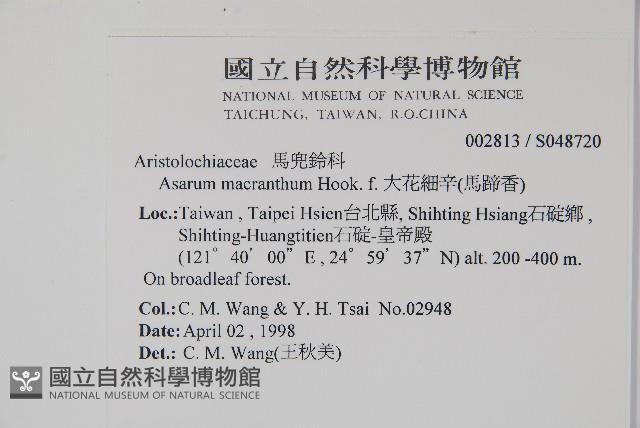 國立自然科學博物館
NATIONAL MUSEUM OF NATURAL SCIENCE
TAICHUNG, TAIWAN, R.O.CHINA
002813 / S048720
Aristolochiaceae 馬兜鈴科
Asarum macranthum Hook. f. 大花細辛(馬蹄香)
Loc.:Taiwan , Taipei Hsien台北縣, Shihting Hsiang石碇鄉 ,
Shihting-Huangtitien石碇-皇帝殿
(121° 40' 00" E , 24° 59' 37" N) alt. 200 -400 m.
On broadleaf forest.
Col.:C. M. Wang & Y. H. Tsai No.02948
Date:April 02 , 1998
Det.: C. M. Wang(王秋美)
國立自然科學博物館
NATIONAL MUSEUM OF NATURAL SCIENCE